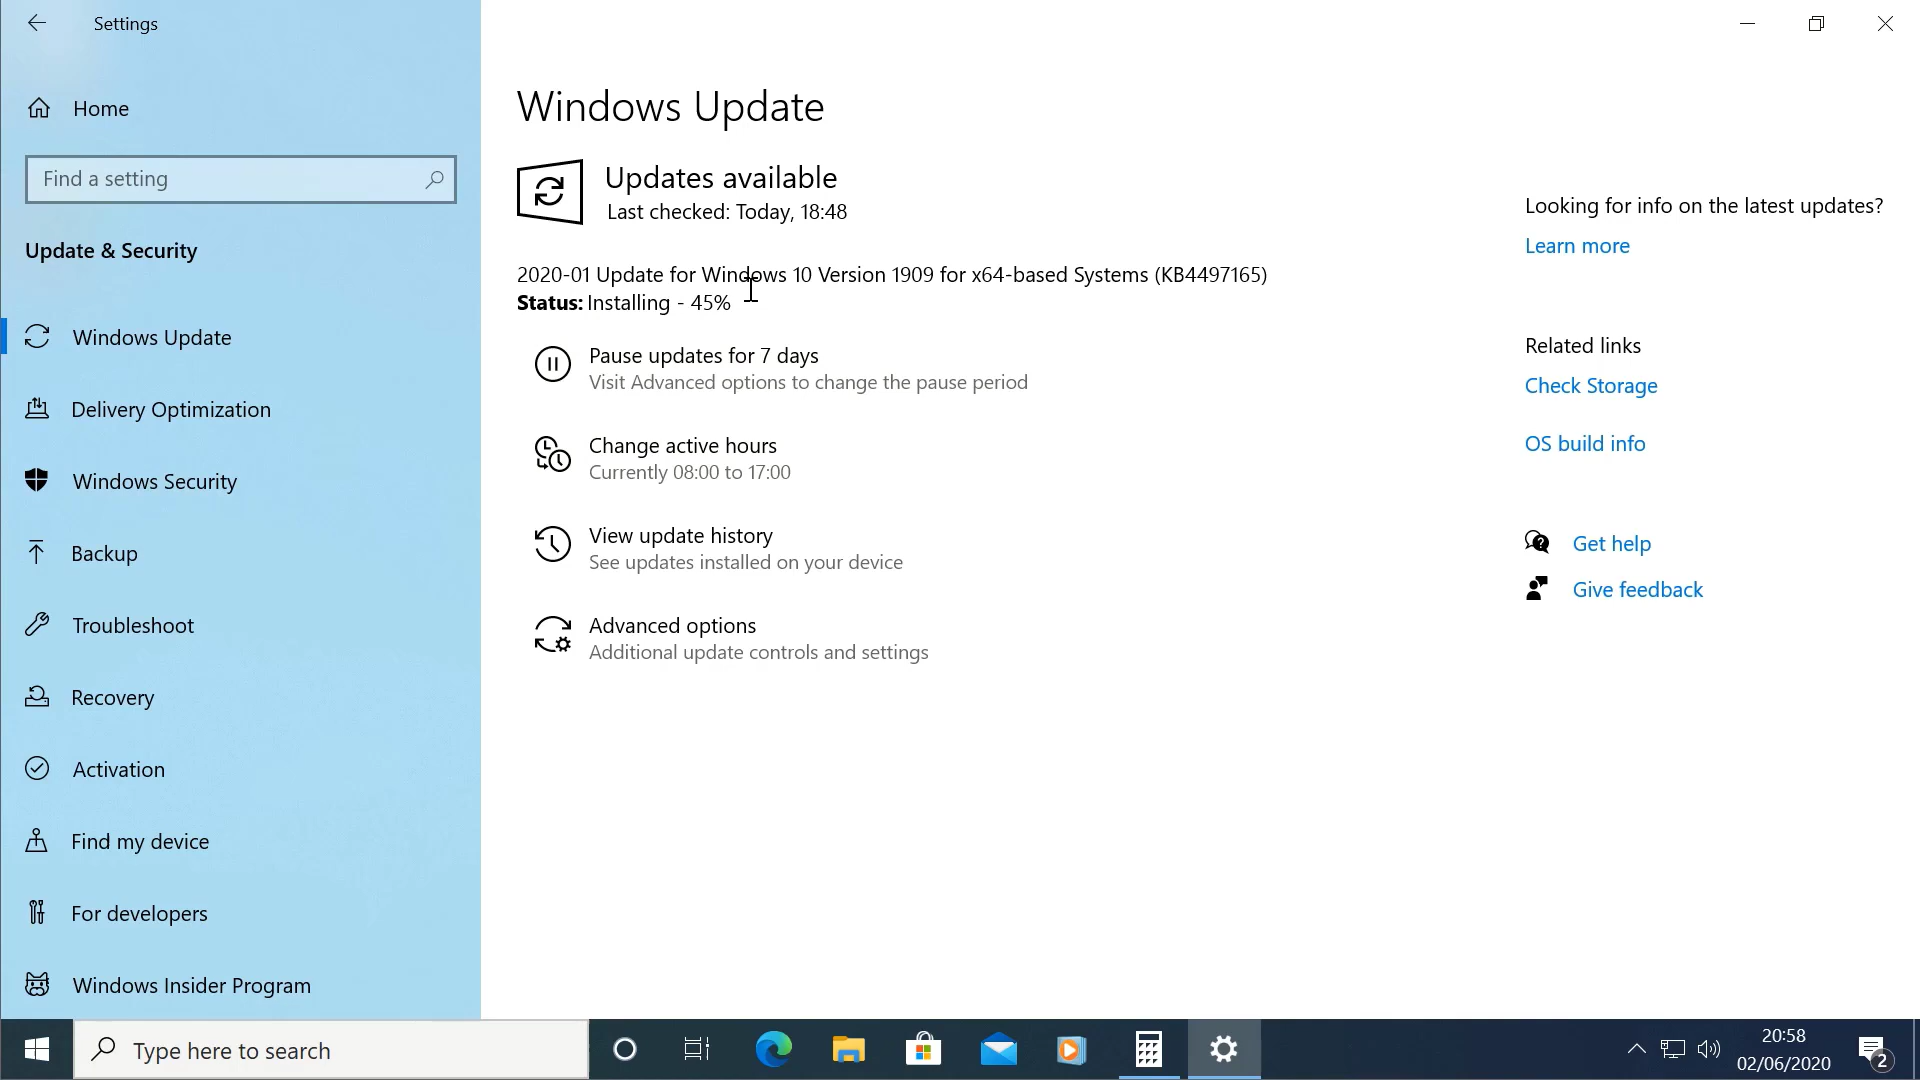 Settings
Home
Find a setting
Update & Security
Windows Update
Delivery Optimization
Windows Security
Backup
Troubleshoot
Recovery
Activation
Find my device
For developers
Windows Insider Program
Windows Update
Updates available
Last checked: Today, 18:48
2020-01 Update for Windows 10 Version 1909 for x64-based Systems (KB4497165)
Status: Installing - 45%
Pause updates for 7 days
Visit Advanced options to change the pause period
Change active hours
Currently 08:00 to 17:00
View update history
See updates installed on your device
Advanced options
Additional update controls and settings
Looking for info on the latest updates?
Learn more
Related links
Check Storage
OS build info
Get help
Give feedback
Type here to search
20:58
02/06/2020
2